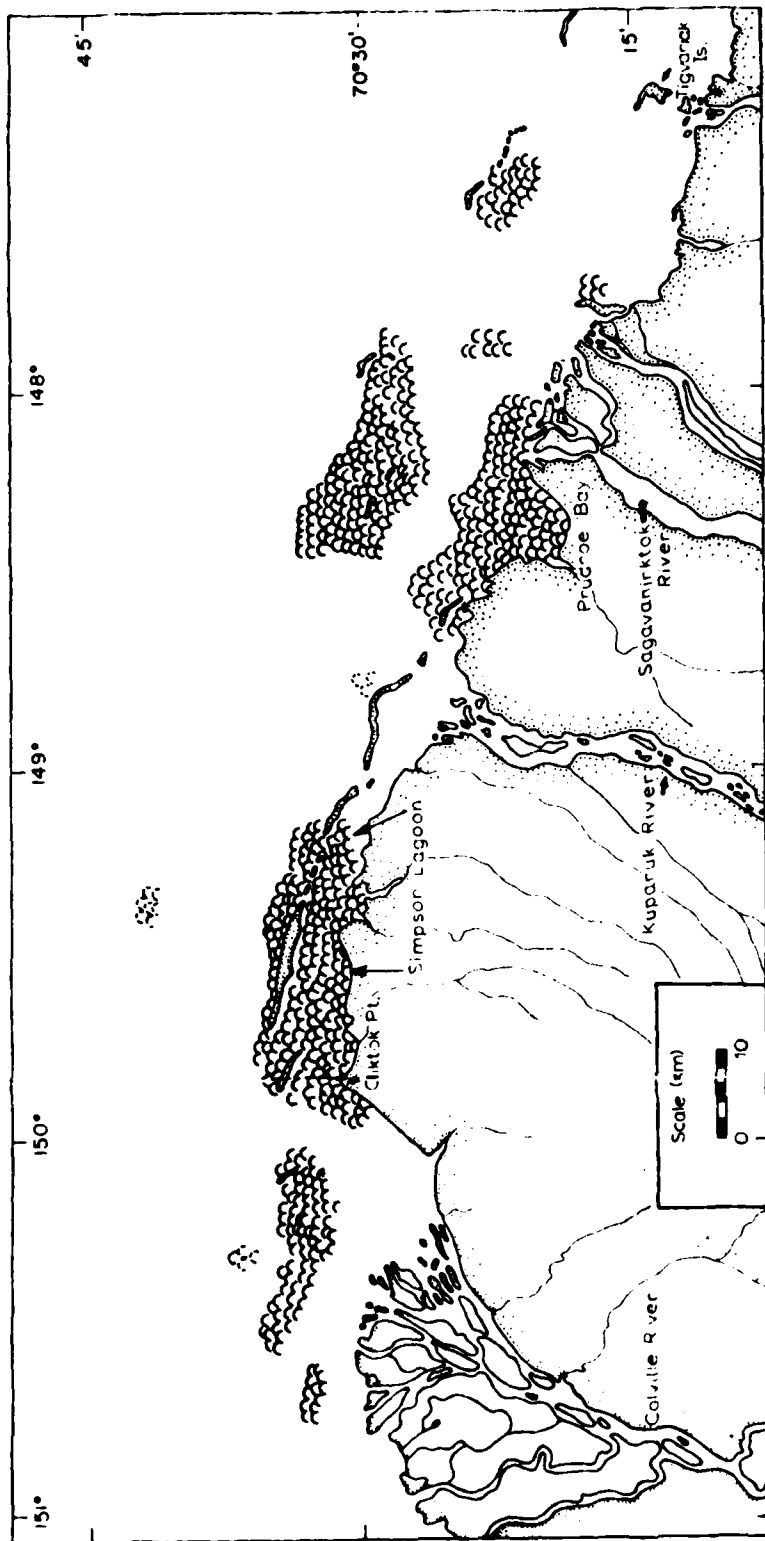 151°
150°
149°
148°
45'
70°30'
15'
Tigvariak
Is.
Prudhoe Bay
Sagavanirktok
River
Kuparuk River
Simpson Lagoon
Oliktok Pt.
Colville River
Scale (km)
0 10